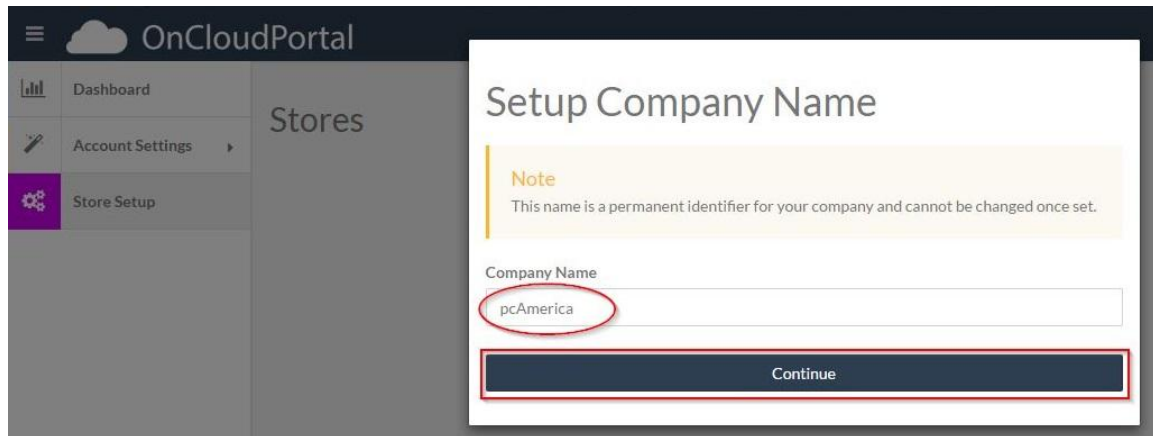 OnCloudPortal
Dashboard
Account Settings
Store Setup
Stores
Setup Company Name
Note
This name is a permanent identifier for your company and cannot be changed once set.
Company Name
pcAmerica
Continue